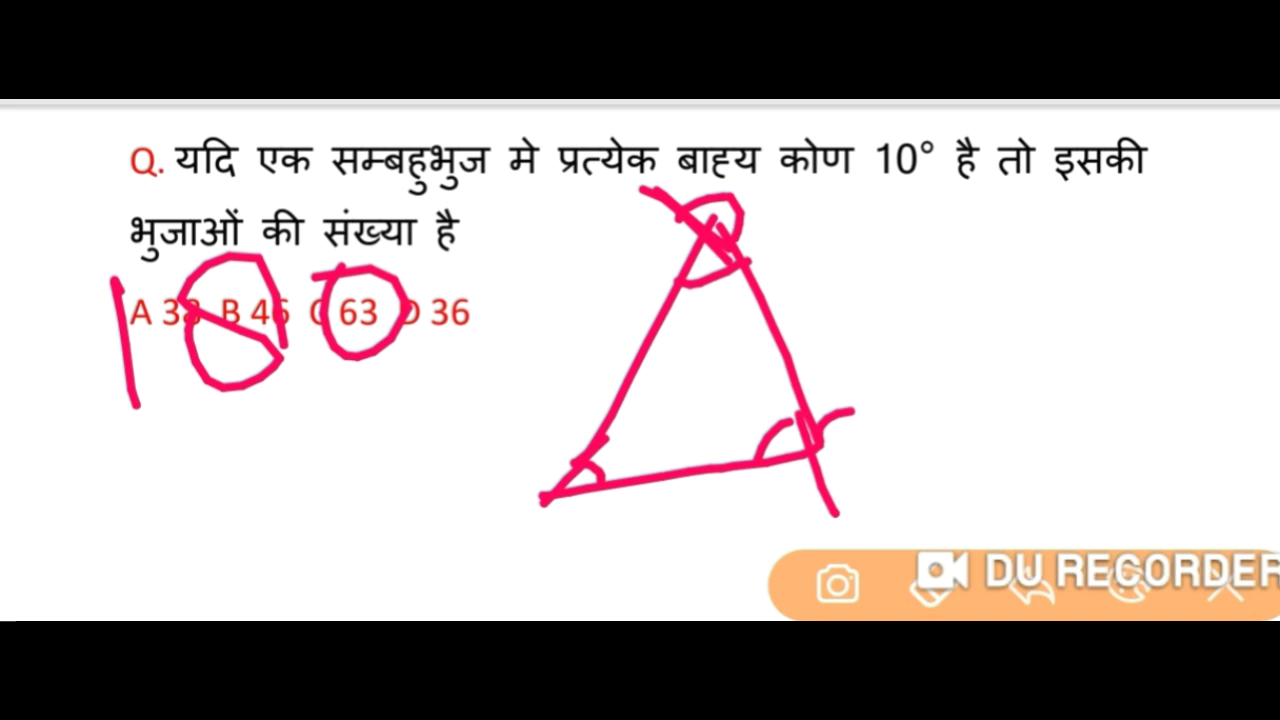 Q. यदि एक सम्बहुभुज मे प्रत्येक बाह्य कोण 10° है तो इसकी
भुजाओं की संख्या है
A 38 B 46 C 63 D 36
180
DU RECORDER